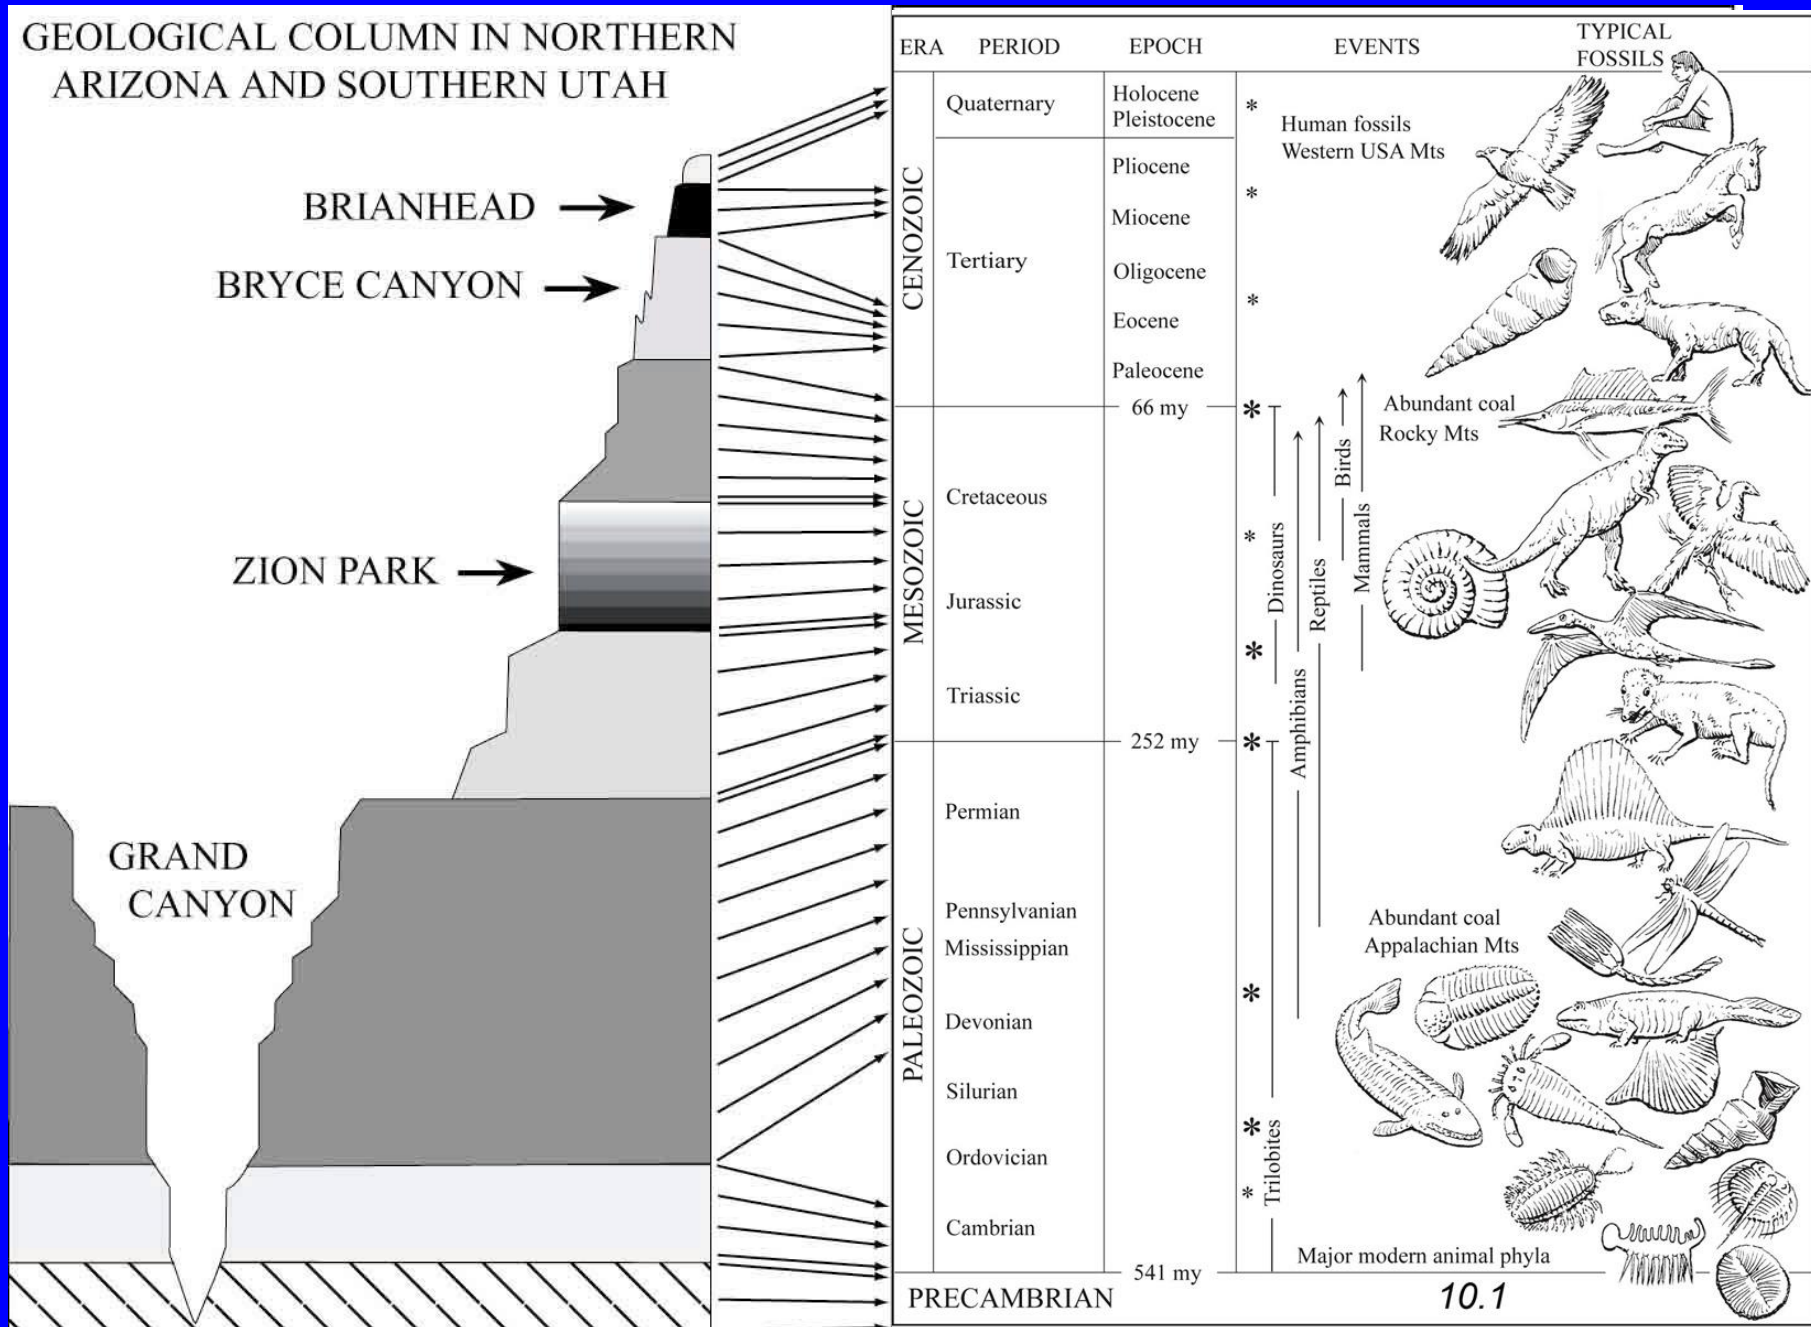 GEOLOGICAL COLUMN IN NORTHERN
ARIZONA AND SOUTHERN UTAH
BRIANHEAD
BRYCE CANYON
ZION PARK
GRAND
CANYON
ERA PERIOD EPOCH EVENTS TYPICAL
FOSSILS
CENOZOIC
Quaternary
Holocene
Pleistocene
*
Human fossils
Western USA Mts
Tertiary
Pliocene
*
Miocene
Oligocene
*
Eocene
Paleocene
66 my
*
Abundant coal
Rocky Mts
MESOZOIC
Cretaceous
*
Jurassic
*
Triassic
Dinosaurs
Amphibians
Reptiles
Birds
Mammals
252 my
*
PALEOZOIC
Permian
Pennsylvanian
Mississippian
Abundant coal
Appalachian Mts
*
Devonian
Silurian
*
Ordovician
*
Trilobites
Cambrian
Major modern animal phyla
541 my
PRECAMBRIAN
10.1